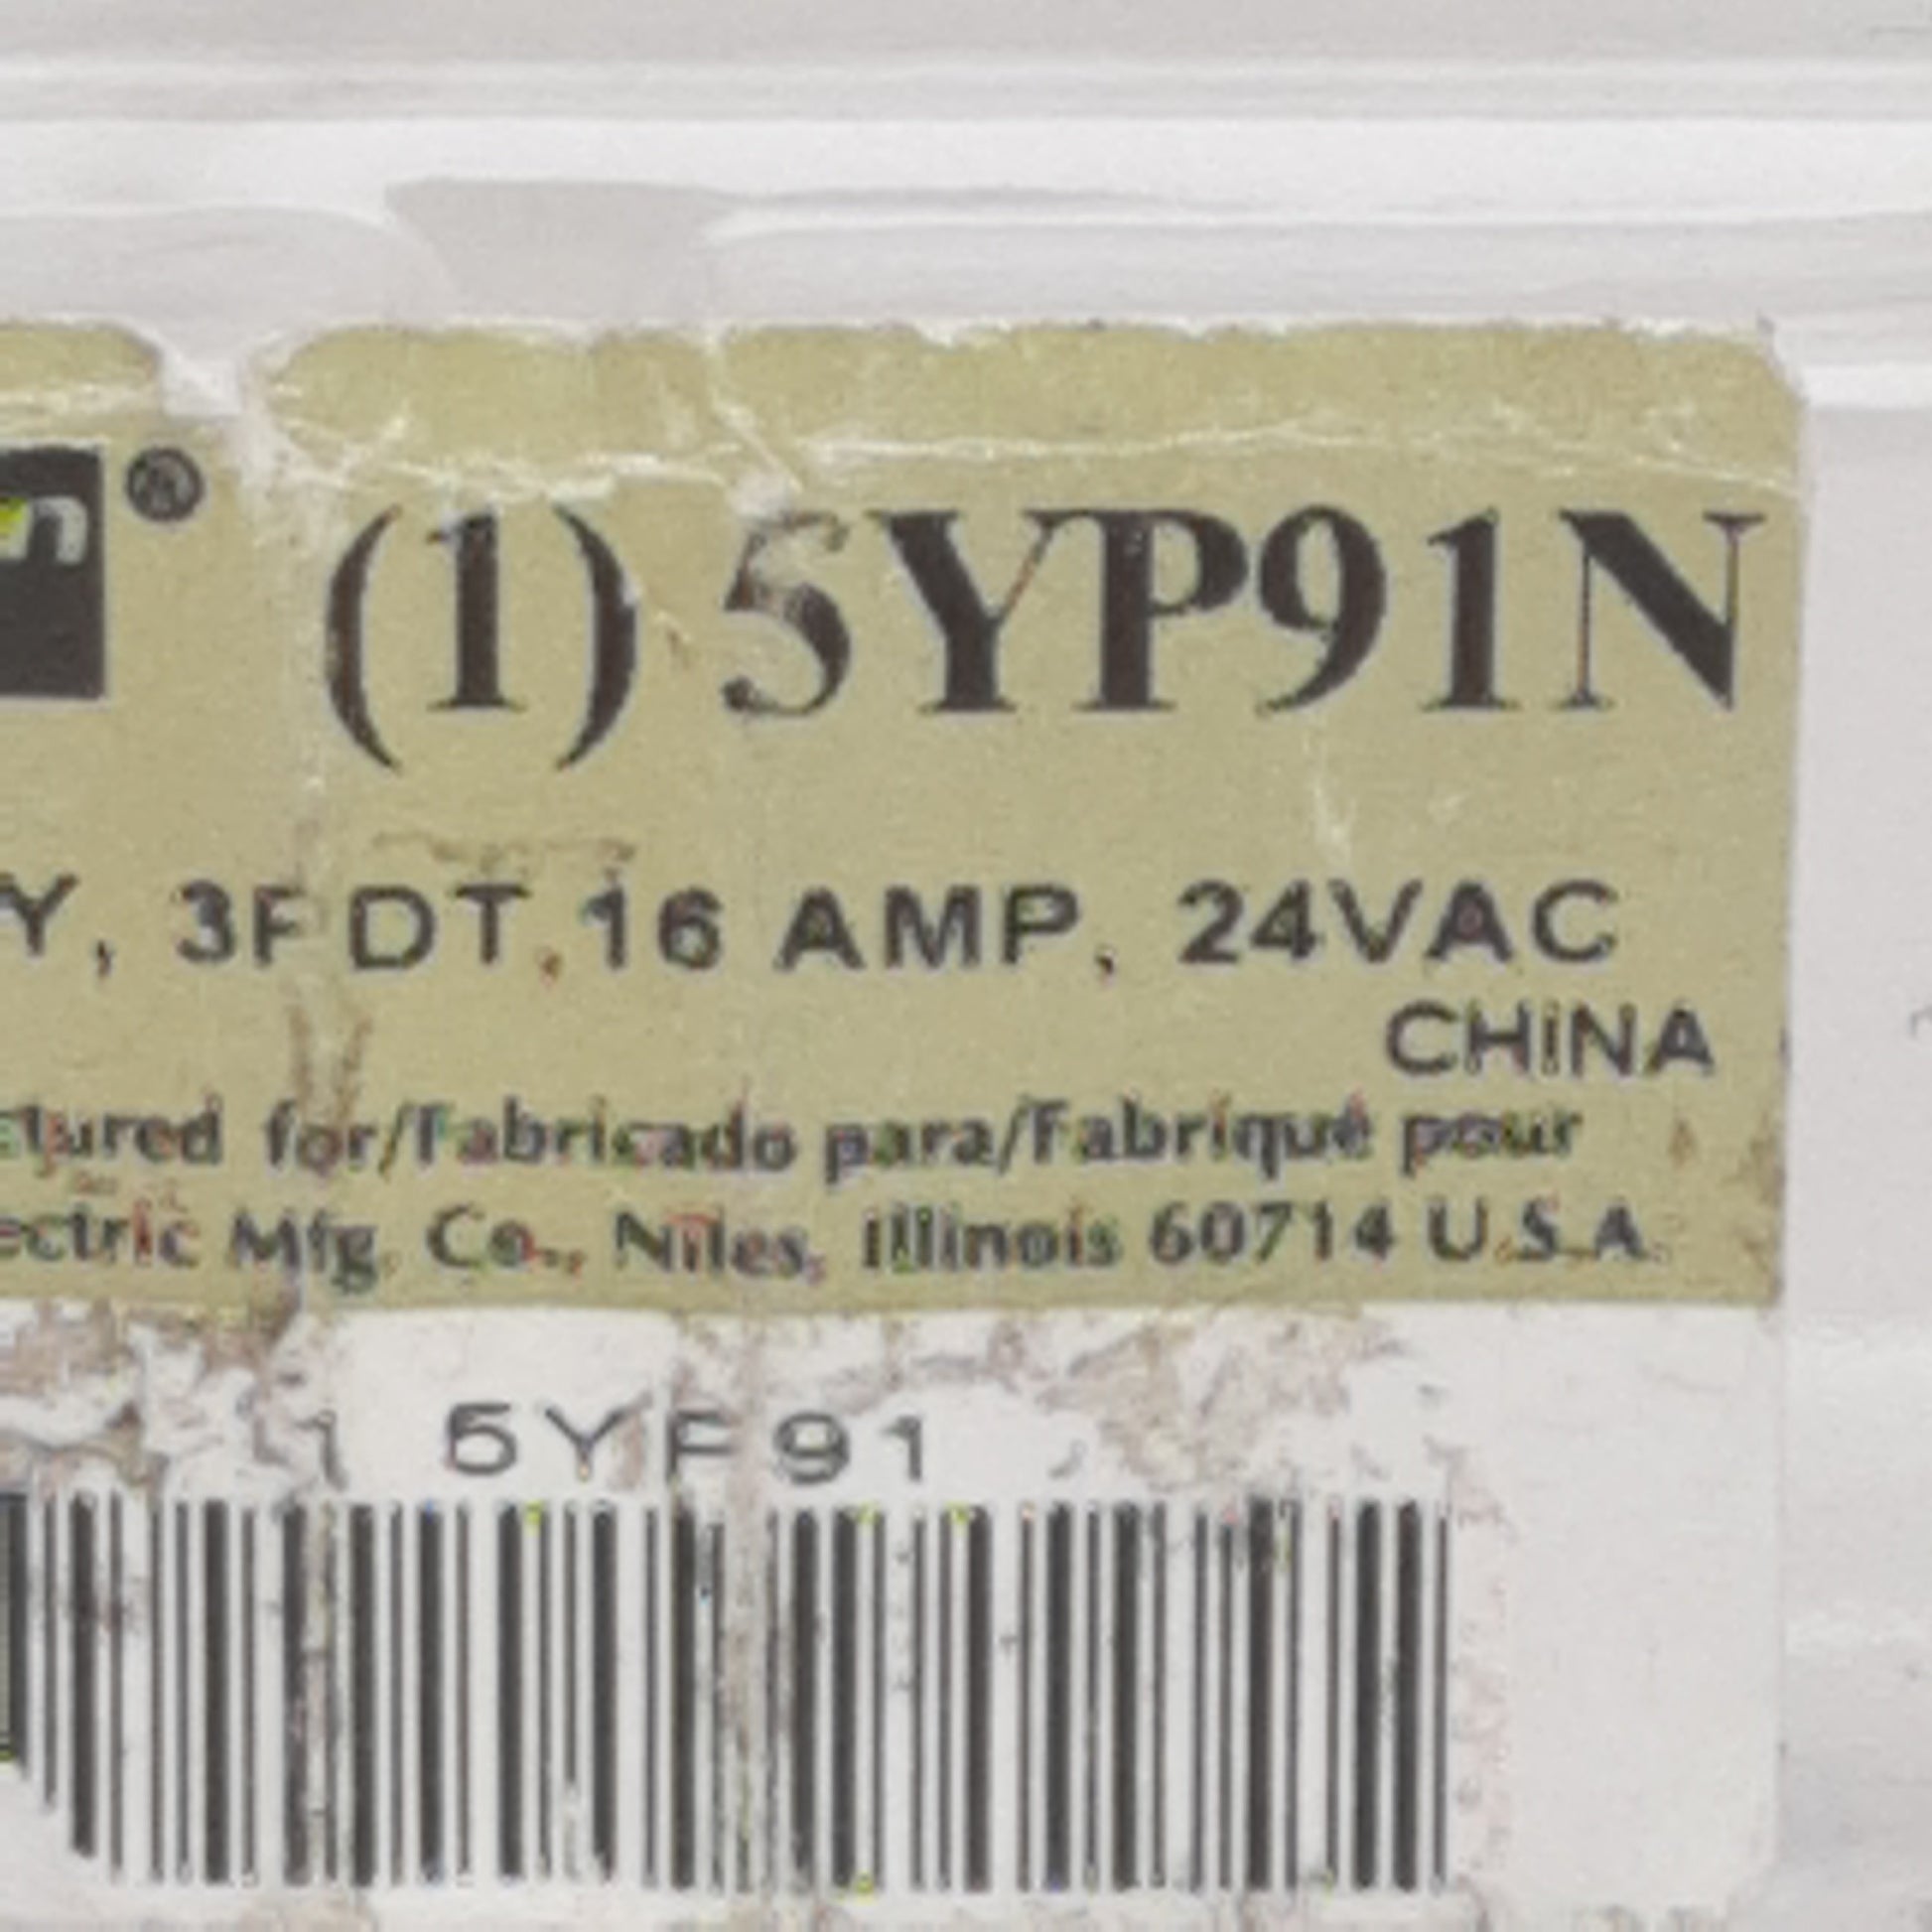 n® (1) 5YP91N
Y, 3PDT, 16 AMP, 24VAC
CHINA
ctured for/Fabricado para/Fabriqué pour
ectric Mfg. Co., Niles, Illinois 60714 U.S.A.
1 5YP91